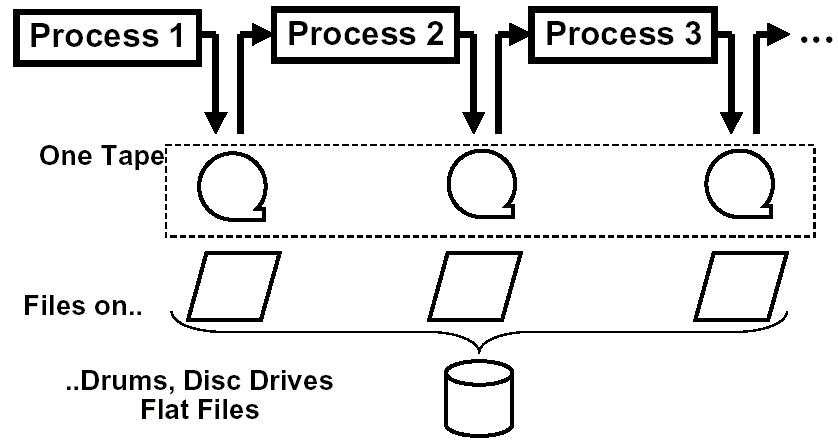 Process 1
Process 2
Process 3
...
One Tape
Files on..
..Drums, Disc Drives
Flat Files